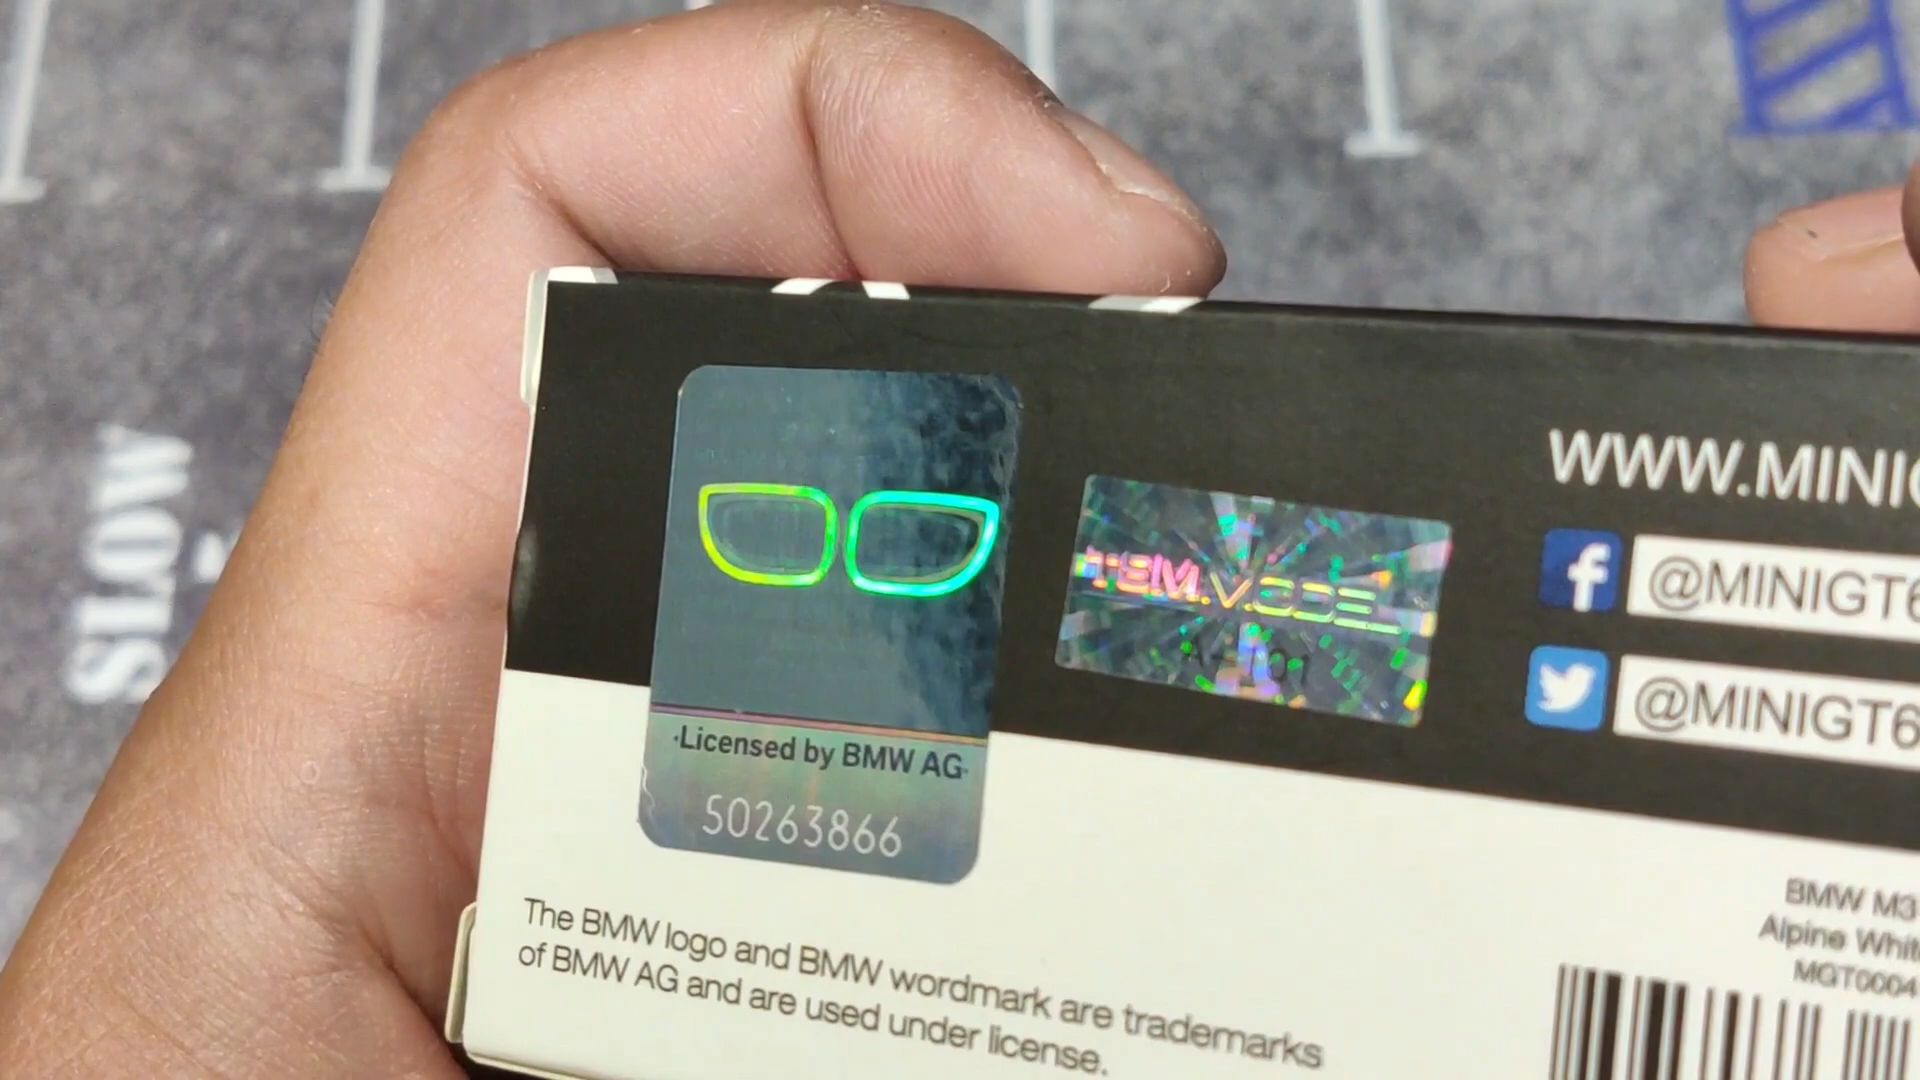 SLOW
WWW.MINIG
@MINIGT6
@MINIGT6
Licensed by BMW AG
50263866
The BMW logo and BMW wordmark are trademarks
of BMW AG and are used under license.
BMW M3
Alpine Whit
MGT0004